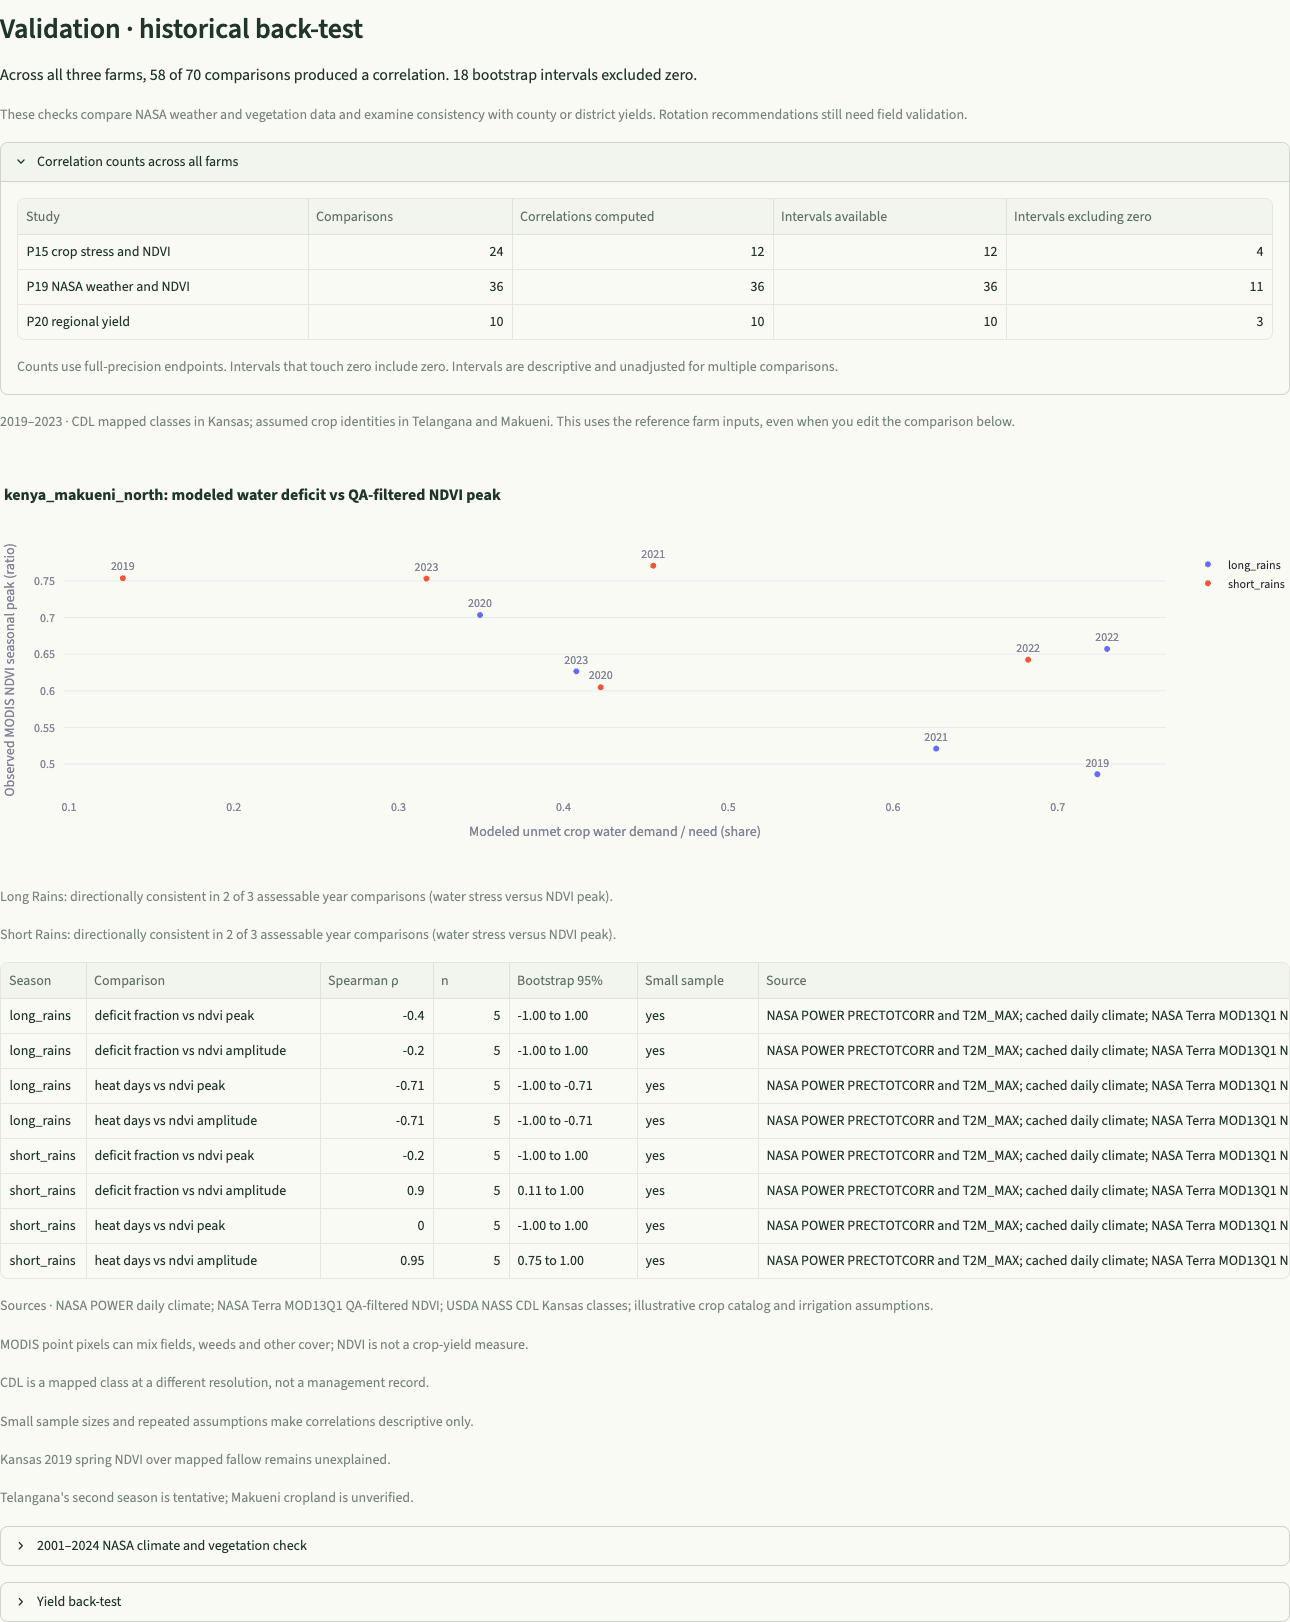 Validation · historical back-test
Across all three farms, 58 of 70 comparisons produced a correlation. 18 bootstrap intervals excluded zero.
These checks compare NASA weather and vegetation data and examine consistency with county or district yields. Rotation recommendations still need field validation.
Correlation counts across all farms
Study Comparisons Correlations computed Intervals available Intervals excluding zero
P15 crop stress and NDVI 24 12 12 4
P19 NASA weather and NDVI 36 36 36 11
P20 regional yield 10 10 10 3
Counts use full-precision endpoints. Intervals that touch zero include zero. Intervals are descriptive and unadjusted for multiple comparisons.
2019–2023 · CDL mapped classes in Kansas; assumed crop identities in Telangana and Makueni. This uses the reference farm inputs, even when you edit the comparison below.
kenya_makueni_north: modeled water deficit vs QA-filtered NDVI peak
Observed MODIS NDVI seasonal peak (ratio)
2021
2019 2023
long_rains
0.75
short_rains
2020
0.7
2022
2022
0.65
2023
2020
0.6
2021
0.55
2019
0.5
0.1 0.2 0.3 0.4 0.5 0.6 0.7
Modeled unmet crop water demand / need (share)
Long Rains: directionally consistent in 2 of 3 assessable year comparisons (water stress versus NDVI peak).
Short Rains: directionally consistent in 2 of 3 assessable year comparisons (water stress versus NDVI peak).
Season Comparison Spearman ρ n Bootstrap 95% Small sample Source
long_rains deficit fraction vs ndvi peak -0.4 5 -1.00 to 1.00 yes NASA POWER PRECTOTCORR and T2M_MAX; cached daily climate; NASA Terra MOD13Q1 N
long_rains deficit fraction vs ndvi amplitude -0.2 5 -1.00 to 1.00 yes NASA POWER PRECTOTCORR and T2M_MAX; cached daily climate; NASA Terra MOD13Q1 N
long_rains heat days vs ndvi peak -0.71 5 -1.00 to -0.71 yes NASA POWER PRECTOTCORR and T2M_MAX; cached daily climate; NASA Terra MOD13Q1 N
long_rains heat days vs ndvi amplitude -0.71 5 -1.00 to -0.71 yes NASA POWER PRECTOTCORR and T2M_MAX; cached daily climate; NASA Terra MOD13Q1 N
short_rains deficit fraction vs ndvi peak -0.2 5 -1.00 to 1.00 yes NASA POWER PRECTOTCORR and T2M_MAX; cached daily climate; NASA Terra MOD13Q1 N
short_rains deficit fraction vs ndvi amplitude 0.9 5 0.11 to 1.00 yes NASA POWER PRECTOTCORR and T2M_MAX; cached daily climate; NASA Terra MOD13Q1 N
short_rains heat days vs ndvi peak 0 5 -1.00 to 1.00 yes NASA POWER PRECTOTCORR and T2M_MAX; cached daily climate; NASA Terra MOD13Q1 N
short_rains heat days vs ndvi amplitude 0.95 5 0.75 to 1.00 yes NASA POWER PRECTOTCORR and T2M_MAX; cached daily climate; NASA Terra MOD13Q1 N
Sources · NASA POWER daily climate; NASA Terra MOD13Q1 QA-filtered NDVI; USDA NASS CDL Kansas classes; illustrative crop catalog and irrigation assumptions.
MODIS point pixels can mix fields, weeds and other cover; NDVI is not a crop-yield measure.
CDL is a mapped class at a different resolution, not a management record.
Small sample sizes and repeated assumptions make correlations descriptive only.
Kansas 2019 spring NDVI over mapped fallow remains unexplained.
Telangana's second season is tentative; Makueni cropland is unverified.
2001–2024 NASA climate and vegetation check
Yield back-test